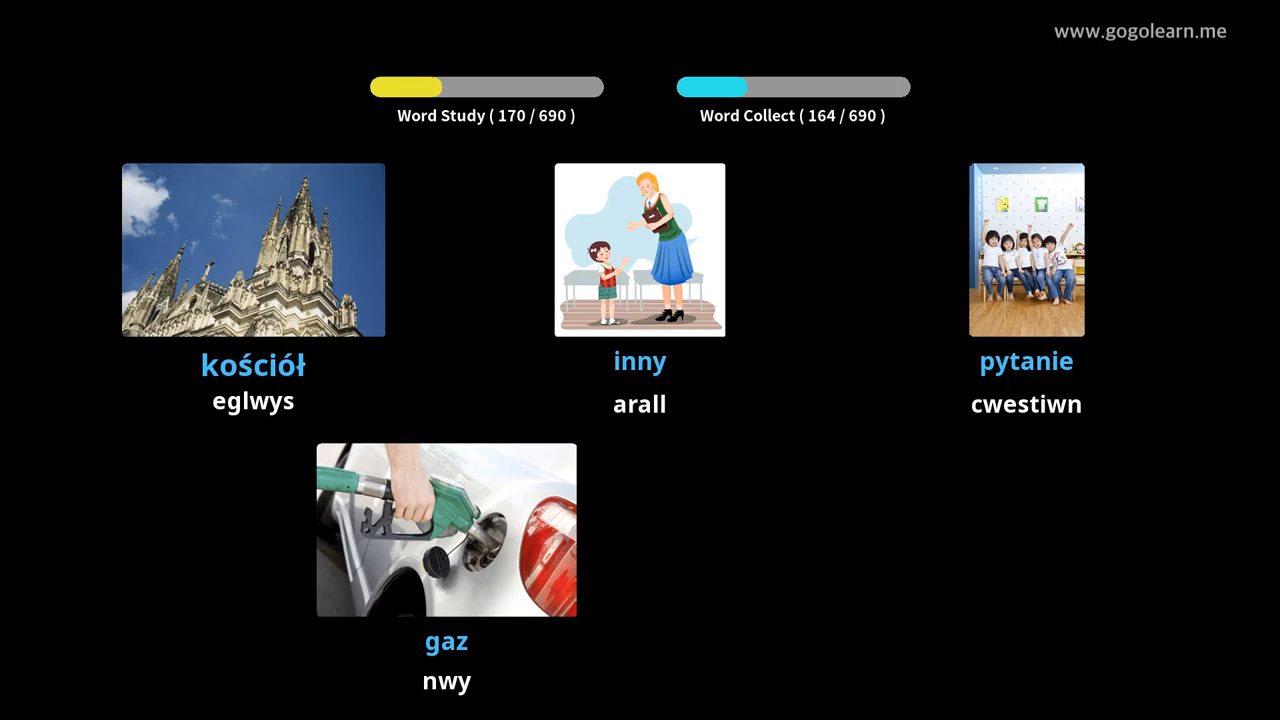 www.gogolearn.me
Word Study ( 170 / 690 )
Word Collect ( 164 / 690 )
kościół
eglwys
inny
arall
pytanie
cwestiwn
gaz
nwy